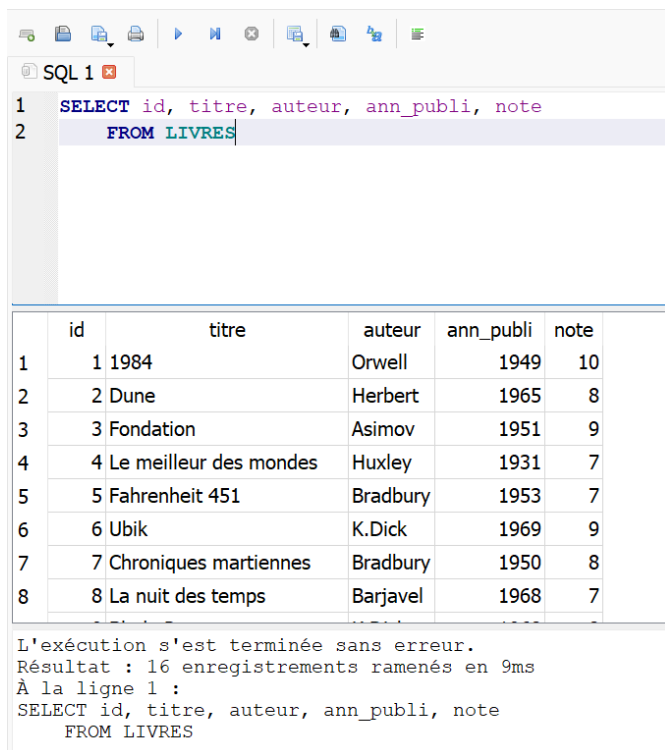 SQL 1
1 SELECT id, titre, auteur, ann_publi, note
2 FROM LIVRES
id titre auteur ann_publi note
1 1 1984 Orwell 1949 10
2 2 Dune Herbert 1965 8
3 3 Fondation Asimov 1951 9
4 4 Le meilleur des mondes Huxley 1931 7
5 5 Fahrenheit 451 Bradbury 1953 7
6 6 Ubik K.Dick 1969 9
7 7 Chroniques martiennes Bradbury 1950 8
8 8 La nuit des temps Barjavel 1968 7
L'exécution s'est terminée sans erreur.
Résultat : 16 enregistrements ramenés en 9ms
À la ligne 1 :
SELECT id, titre, auteur, ann_publi, note
FROM LIVRES